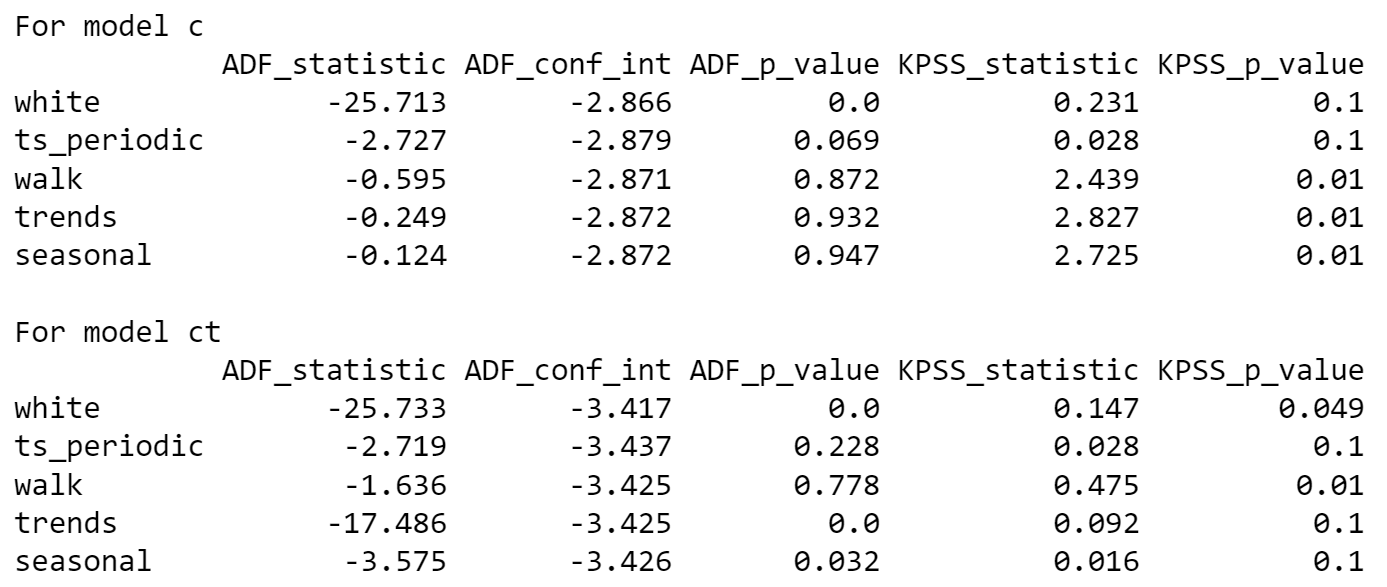 For model c
ADF_statistic ADF_conf_int ADF_p_value KPSS_statistic KPSS_p_value
white -25.713 -2.866 0.0 0.231 0.1
ts_periodic -2.727 -2.879 0.069 0.028 0.1
walk -0.595 -2.871 0.872 2.439 0.01
trends -0.249 -2.872 0.932 2.827 0.01
seasonal -0.124 -2.872 0.947 2.725 0.01
For model ct
ADF_statistic ADF_conf_int ADF_p_value KPSS_statistic KPSS_p_value
white -25.733 -3.417 0.0 0.147 0.049
ts_periodic -2.719 -3.437 0.228 0.028 0.1
walk -1.636 -3.425 0.778 0.475 0.01
trends -17.486 -3.425 0.0 0.092 0.1
seasonal -3.575 -3.426 0.032 0.016 0.1